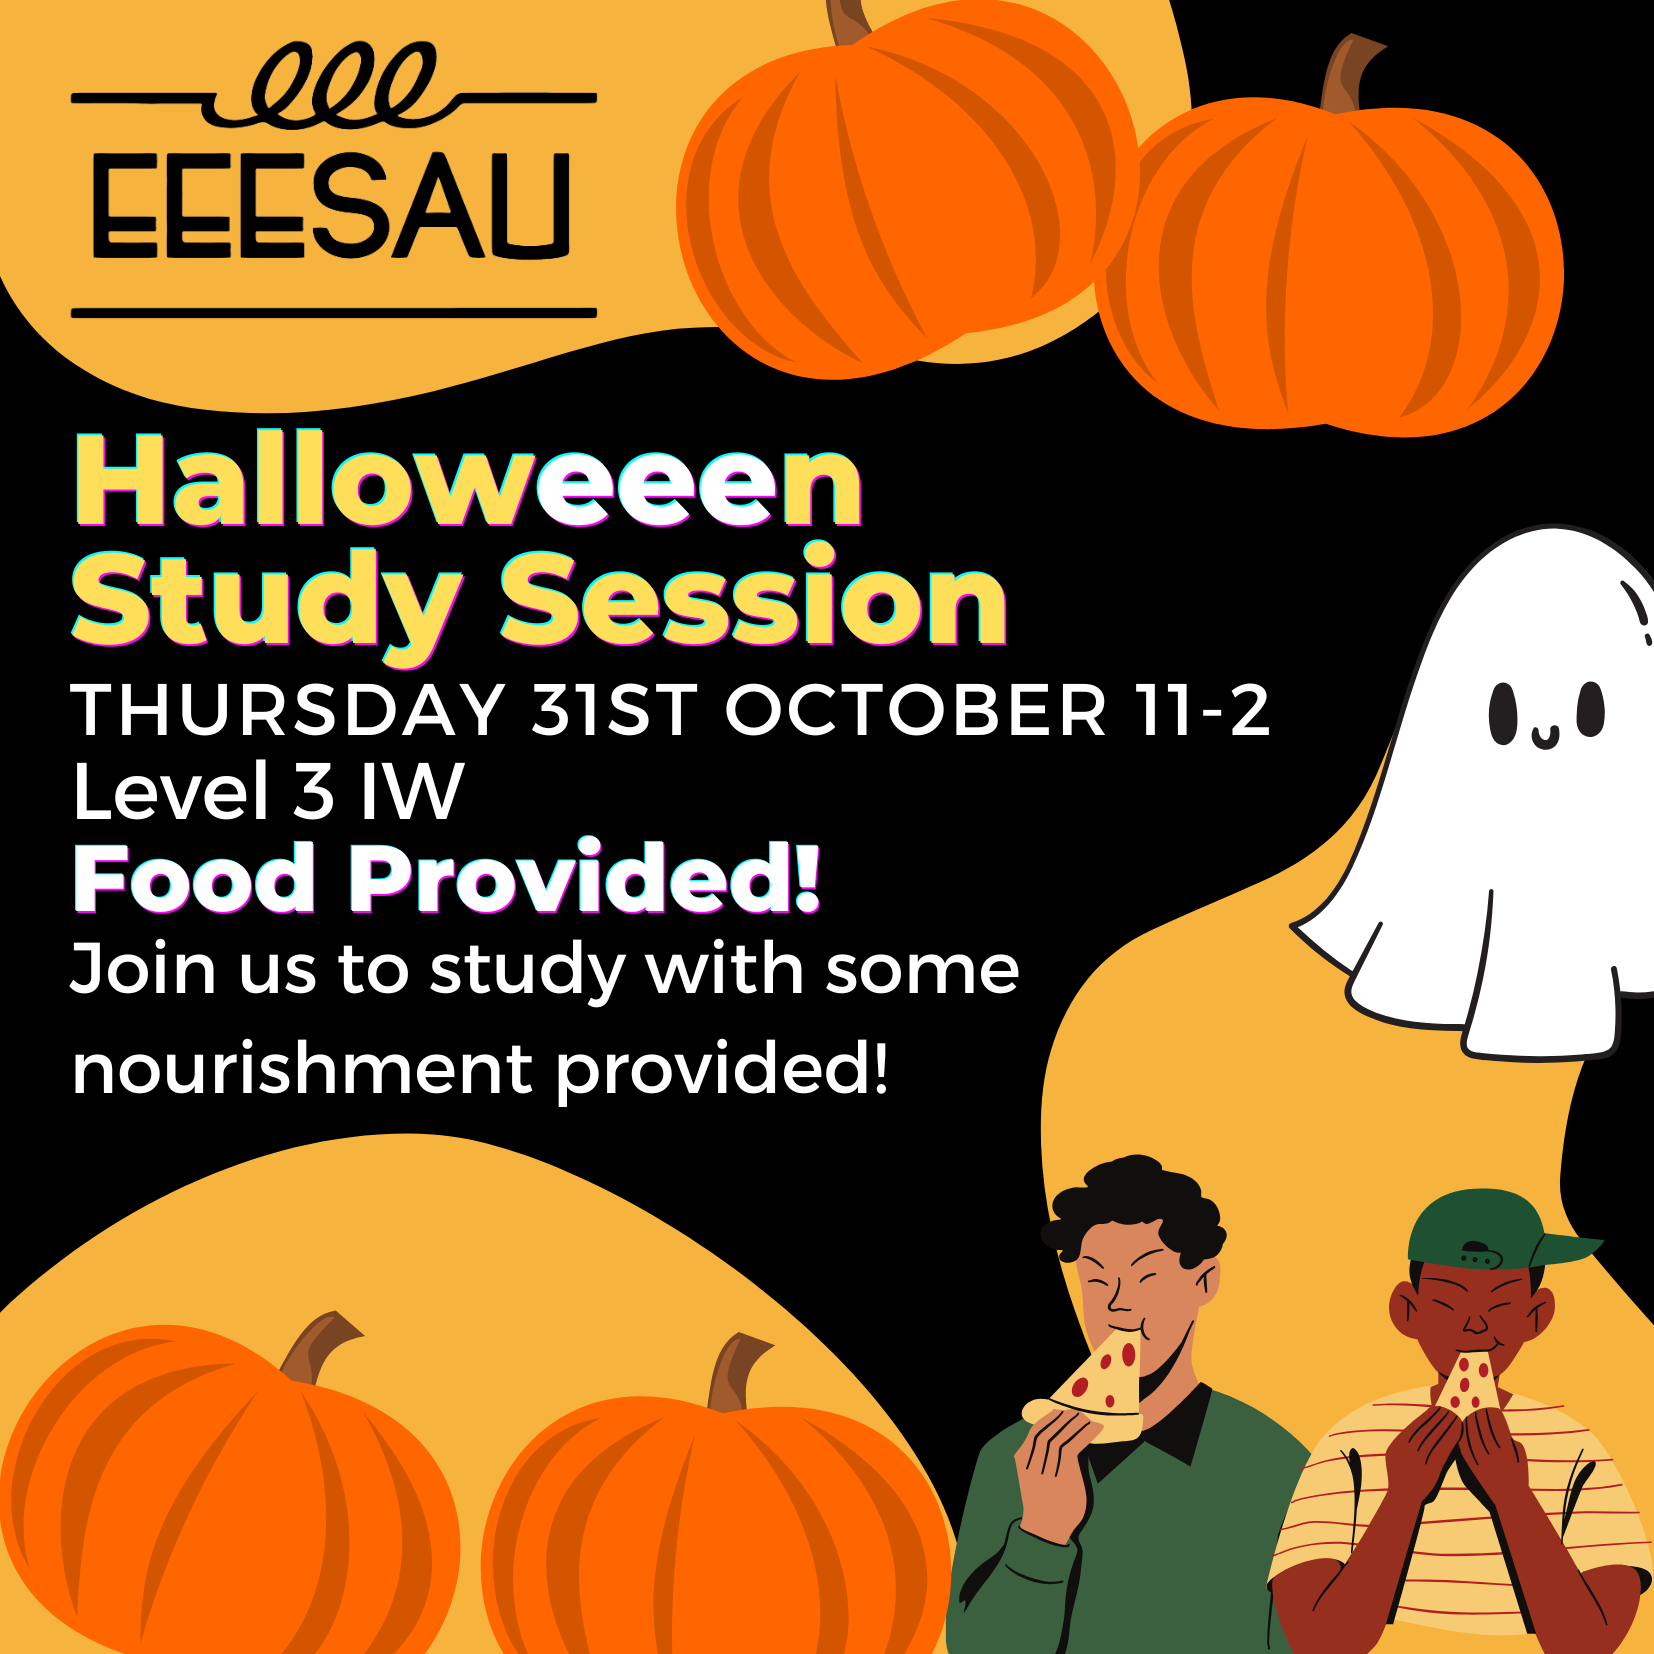 EEESAU
Halloweeen
Study Session
THURSDAY 31ST OCTOBER 11-2
Level 3 IW
Food Provided!
Join us to study with some
nourishment provided!